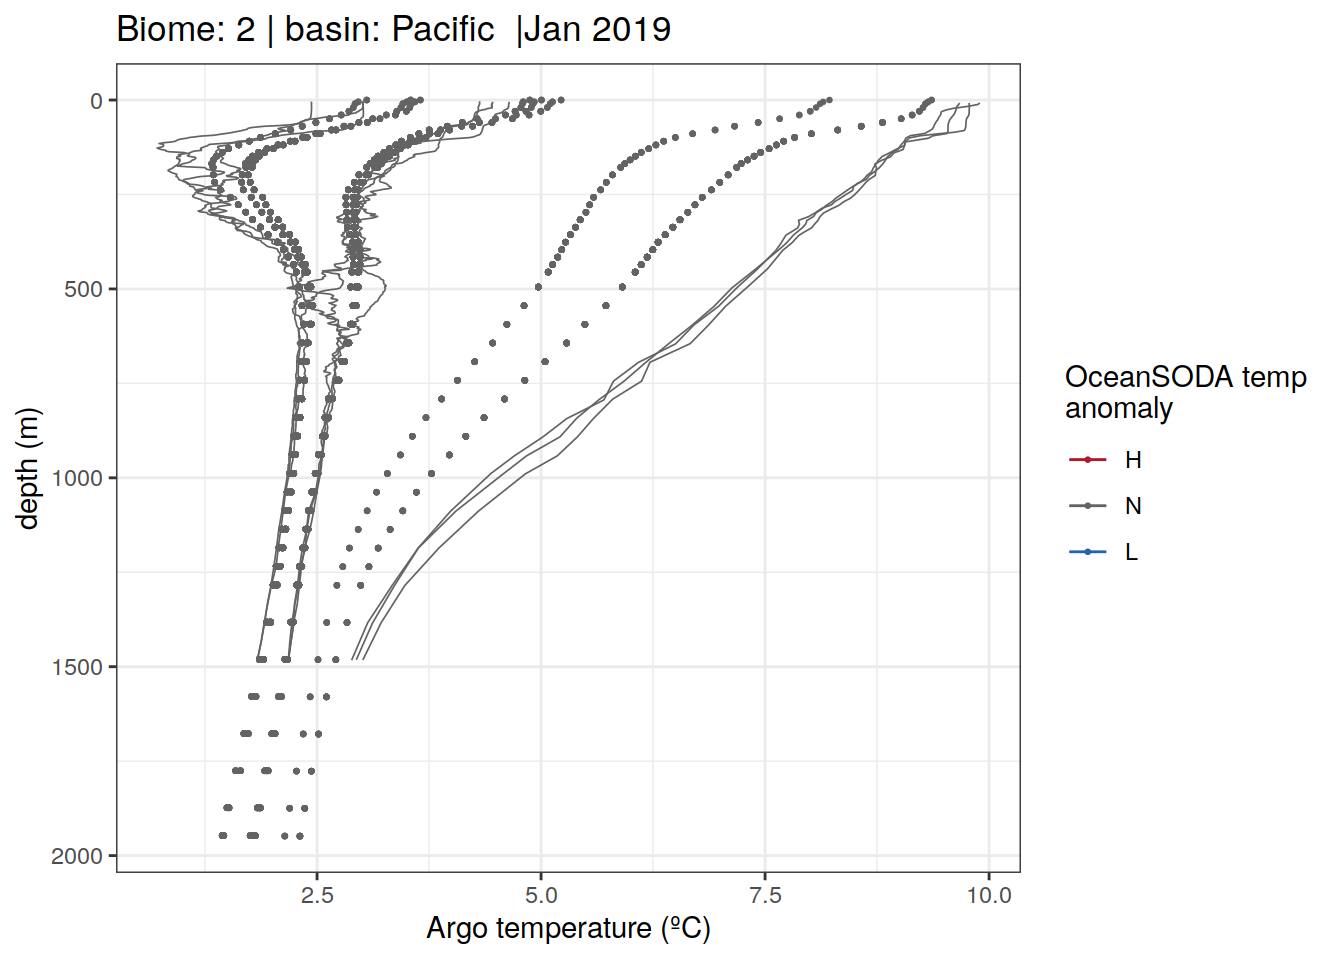 Biome: 2 | basin: Pacific  |Jan 2019
0
500
1000
1500
2000
depth (m)
2.5
5.0
7.5
10.0
Argo temperature (ºC)
OceanSODA temp
anomaly
H
N
L